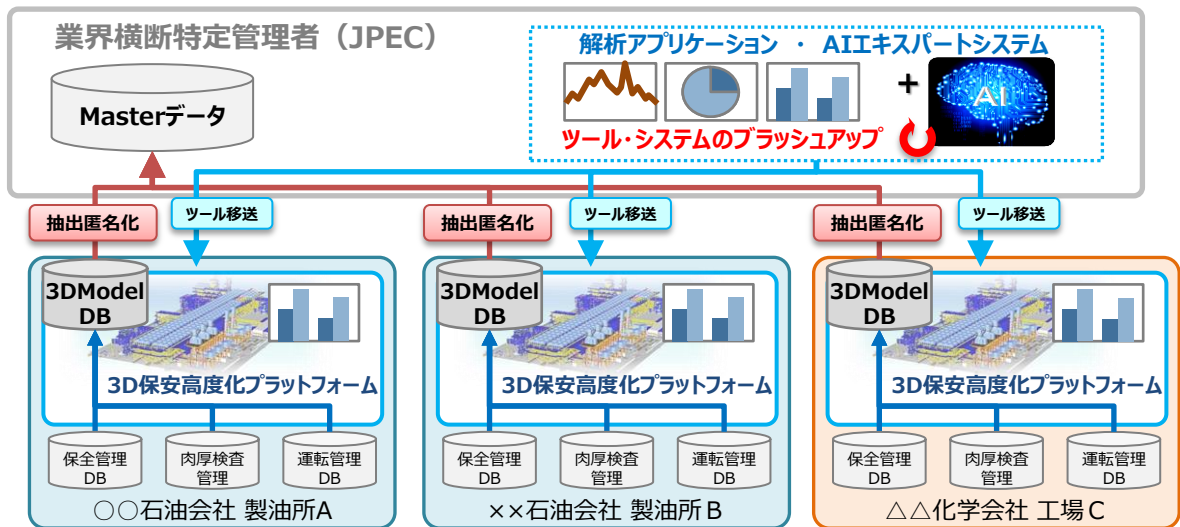 業界横断特定管理者（JPEC）
Masterデータ
解析アプリケーション ・ AIエキスパートシステム
+
AI
ツール・システムのブラッシュアップ
抽出匿名化
ツール移送
抽出匿名化
ツール移送
抽出匿名化
ツール移送
3DModel
DB
3D保安高度化プラットフォーム
保全管理
DB
肉厚検査
管理
運転管理
DB
○○石油会社 製油所A
3DModel
DB
3D保安高度化プラットフォーム
保全管理
DB
肉厚検査
管理
運転管理
DB
××石油会社 製油所B
3DModel
DB
3D保安高度化プラットフォーム
保全管理
DB
肉厚検査
管理
運転管理
DB
△△化学会社 工場C